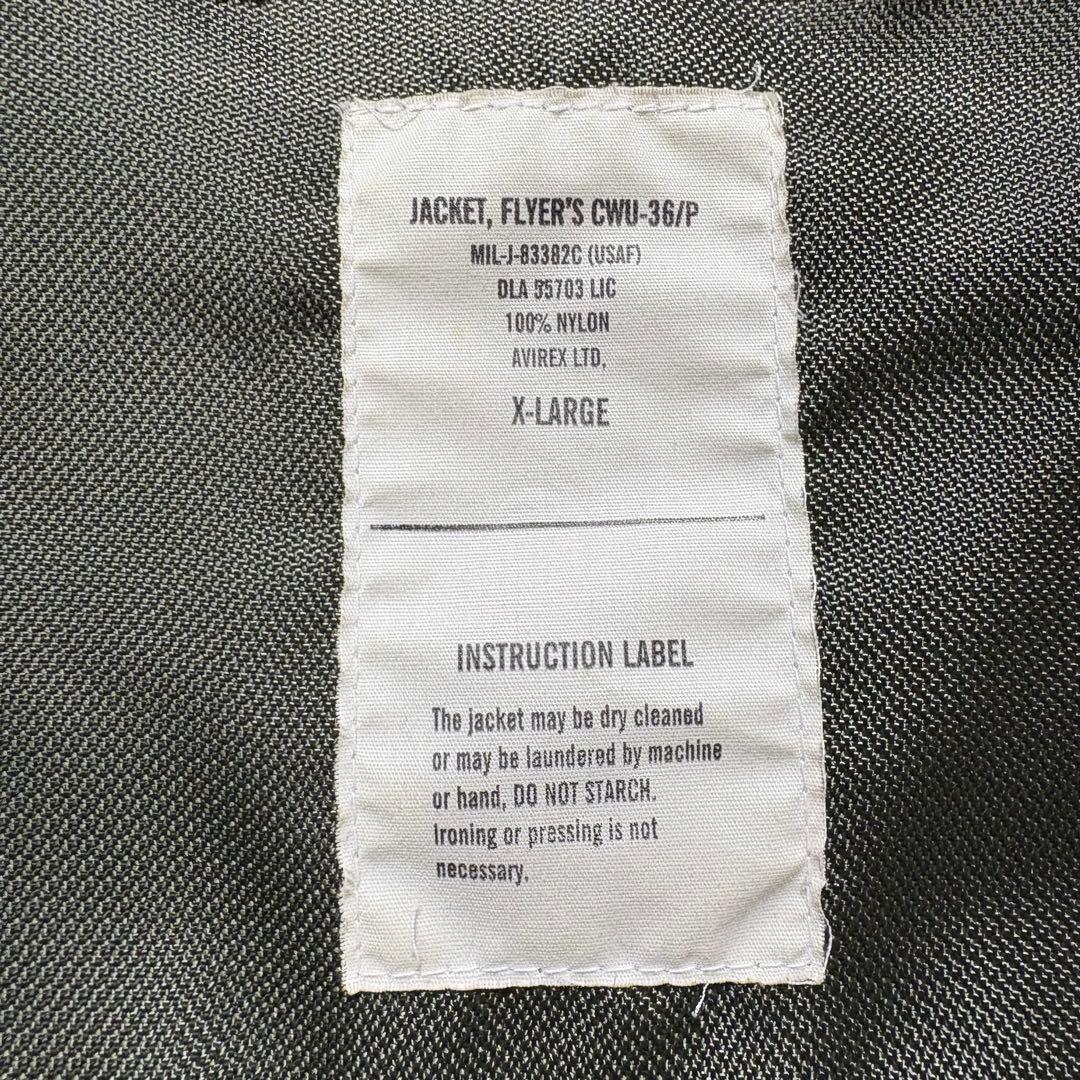 JACKET, FLYER'S CWU-36/P
MIL-J-83382C (USAF)
DLA 55703 LIC
100% NYLON
AVIREX LTD.
X-LARGE
INSTRUCTION LABEL
The jacket may be dry cleaned
or may be laundered by machine
or hand, DO NOT STARCH.
Ironing or pressing is not
necessary.